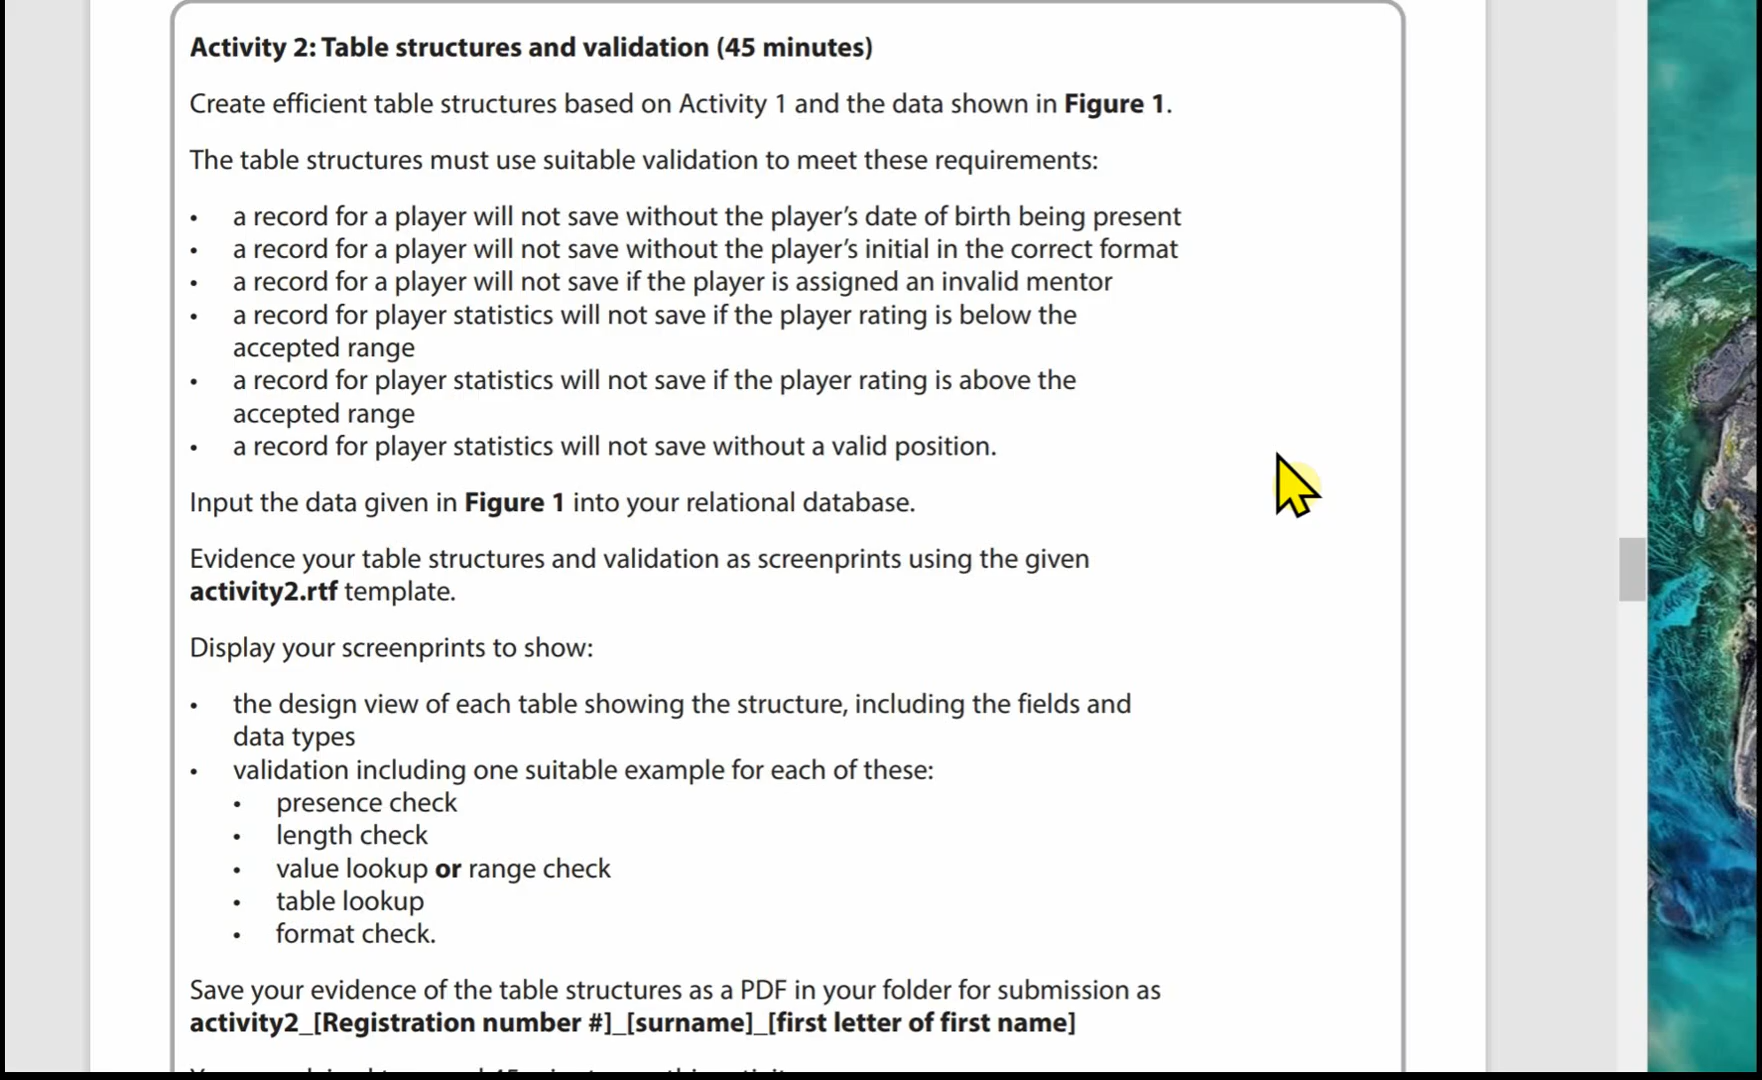 Activity 2: Table structures and validation (45 minutes)
Create efficient table structures based on Activity 1 and the data shown in Figure 1.
The table structures must use suitable validation to meet these requirements:
• a record for a player will not save without the player’s date of birth being present
• a record for a player will not save without the player’s initial in the correct format
• a record for a player will not save if the player is assigned an invalid mentor
• a record for player statistics will not save if the player rating is below the
accepted range
• a record for player statistics will not save if the player rating is above the
accepted range
• a record for player statistics will not save without a valid position.
Input the data given in Figure 1 into your relational database.
Evidence your table structures and validation as screenprints using the given
activity2.rtf template.
Display your screenprints to show:
• the design view of each table showing the structure, including the fields and
data types
• validation including one suitable example for each of these:
• presence check
• length check
• value lookup or range check
• table lookup
• format check.
Save your evidence of the table structures as a PDF in your folder for submission as
activity2_[Registration number #]_[surname]_[first letter of first name]